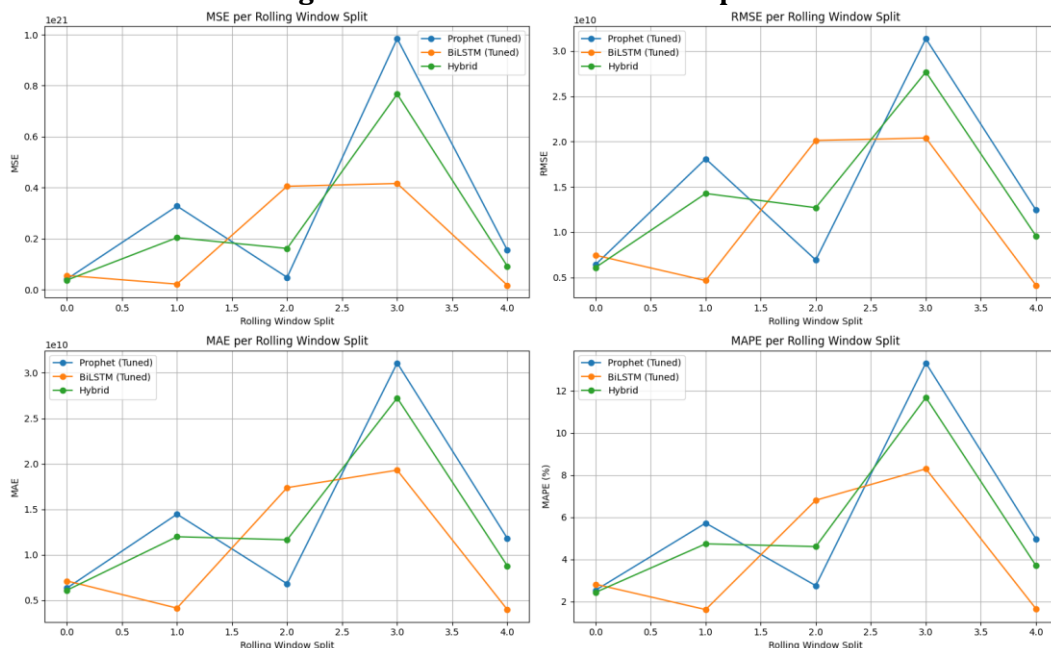 MSE per Rolling Window Split
1e21
Prophet (Tuned)
BiLSTM (Tuned)
Hybrid
1.0
0.8
0.6
0.4
0.2
0.0
MSE
0.0 0.5 1.0 1.5 2.0 2.5 3.0 3.5 4.0
Rolling Window Split
RMSE per Rolling Window Split
1e10
Prophet (Tuned)
BiLSTM (Tuned)
Hybrid
3.0
2.5
2.0
1.5
1.0
0.5
RMSE
0.0 0.5 1.0 1.5 2.0 2.5 3.0 3.5 4.0
Rolling Window Split
MAE per Rolling Window Split
1e10
Prophet (Tuned)
BiLSTM (Tuned)
Hybrid
3.0
2.5
2.0
1.5
1.0
0.5
MAE
0.0 0.5 1.0 1.5 2.0 2.5 3.0 3.5 4.0
Rolling Window Split
MAPE per Rolling Window Split
Prophet (Tuned)
BiLSTM (Tuned)
Hybrid
12
10
8
6
4
2
MAPE (%)
0.0 0.5 1.0 1.5 2.0 2.5 3.0 3.5 4.0
Rolling Window Split